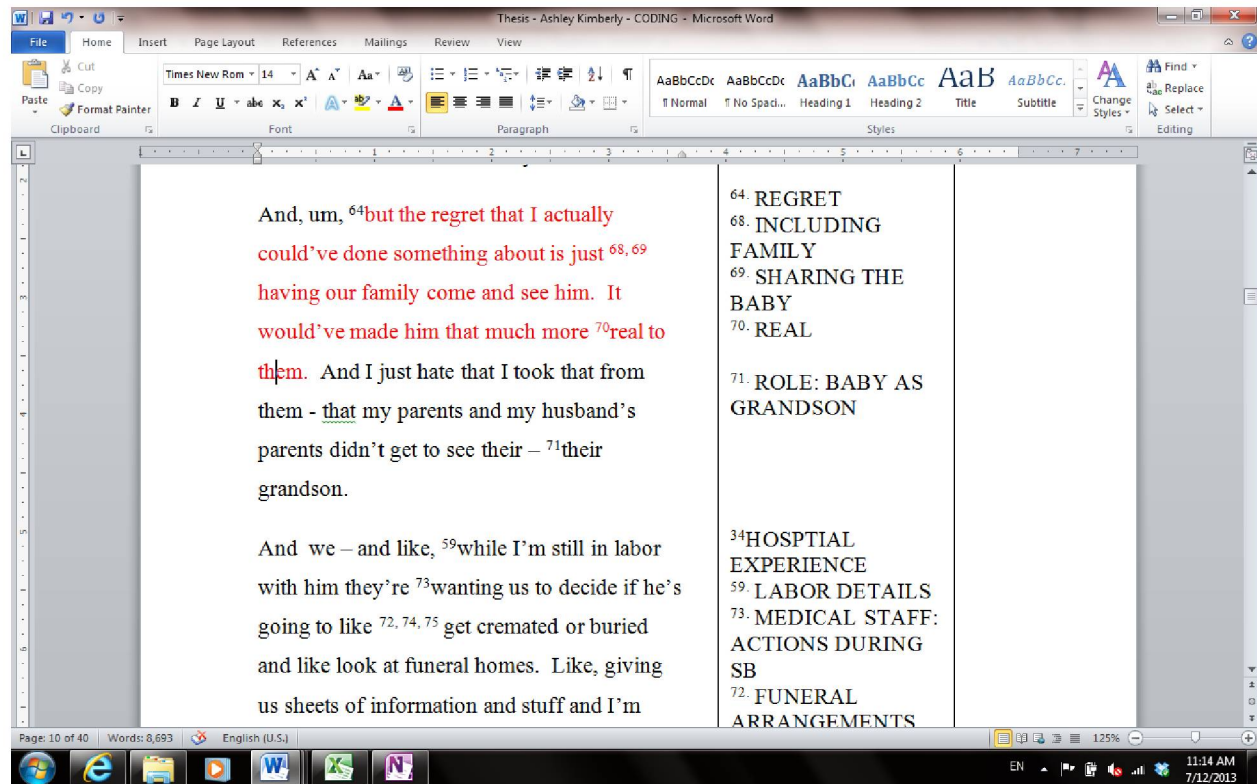 Thesis - Ashley Kimberly - CODING - Microsoft Word
File Home Insert Page Layout References Mailings Review View
Paste
Cut
Copy
Format Painter
Clipboard
Times New Rom 14
Font
Paragraph
AaBbCcDc AaBbCcDc AaBbC AaBbCc AaB AaBbCc.
¶ Normal ¶ No Spaci... Heading 1 Heading 2 Title Subtitle
Change Styles
Styles
Find
Replace
Select
Editing
1 2 3 4 5 6 7
And, um, 64but the regret that I actually
could've done something about is just 68, 69
having our family come and see him. It
would've made him that much more 70real to
them. And I just hate that I took that from
them - that my parents and my husband's
parents didn't get to see their – 71their
grandson.
And we – and like, 59while I'm still in labor
with him they're 73wanting us to decide if he's
going to like 72, 74, 75 get cremated or buried
and like look at funeral homes. Like, giving
us sheets of information and stuff and I'm
64. REGRET
68. INCLUDING
FAMILY
69. SHARING THE
BABY
70. REAL
71. ROLE: BABY AS
GRANDSON
34HOSPTIAL
EXPERIENCE
59. LABOR DETAILS
73. MEDICAL STAFF:
ACTIONS DURING
SB
72. FUNERAL
ARRANGEMENTS
Page: 10 of 40 Words: 8,693 English (U.S.) 125%
EN 11:14 AM
7/12/2013